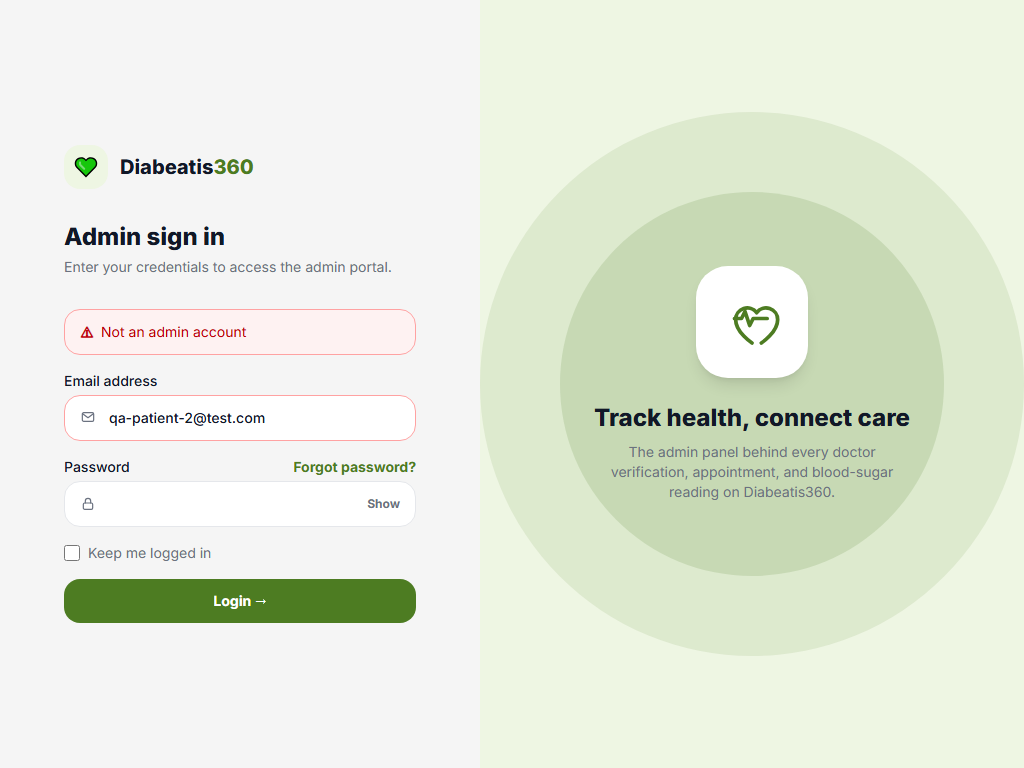 Diabeatis360
Admin sign in
Enter your credentials to access the admin portal.
Not an admin account
Email address
qa-patient-2@test.com
Password
Forgot password?
Show
Keep me logged in
Login →
Track health, connect care
The admin panel behind every doctor
verification, appointment, and blood-sugar
reading on Diabeatis360.